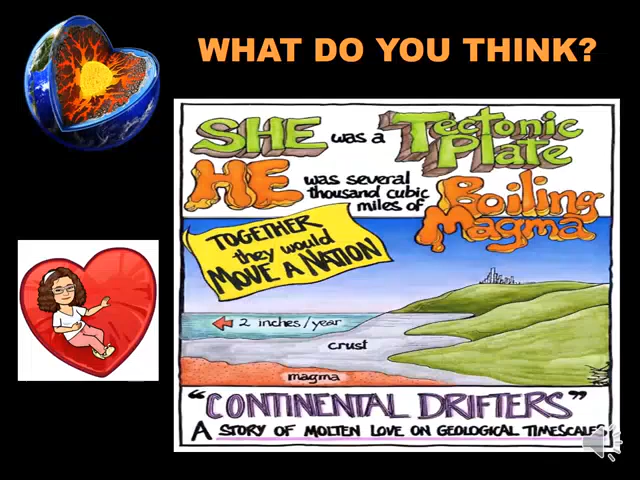 WHAT DO YOU THINK?
SHE was a Tectonic Plate
HE was several thousand cubic miles of Boiling Magma
TOGETHER
they would
MOVE A NATION
2 inches/year
crust
magma
"CONTINENTAL DRIFTERS"
A STORY OF MOLTEN LOVE ON GEOLOGICAL TIMESCALES